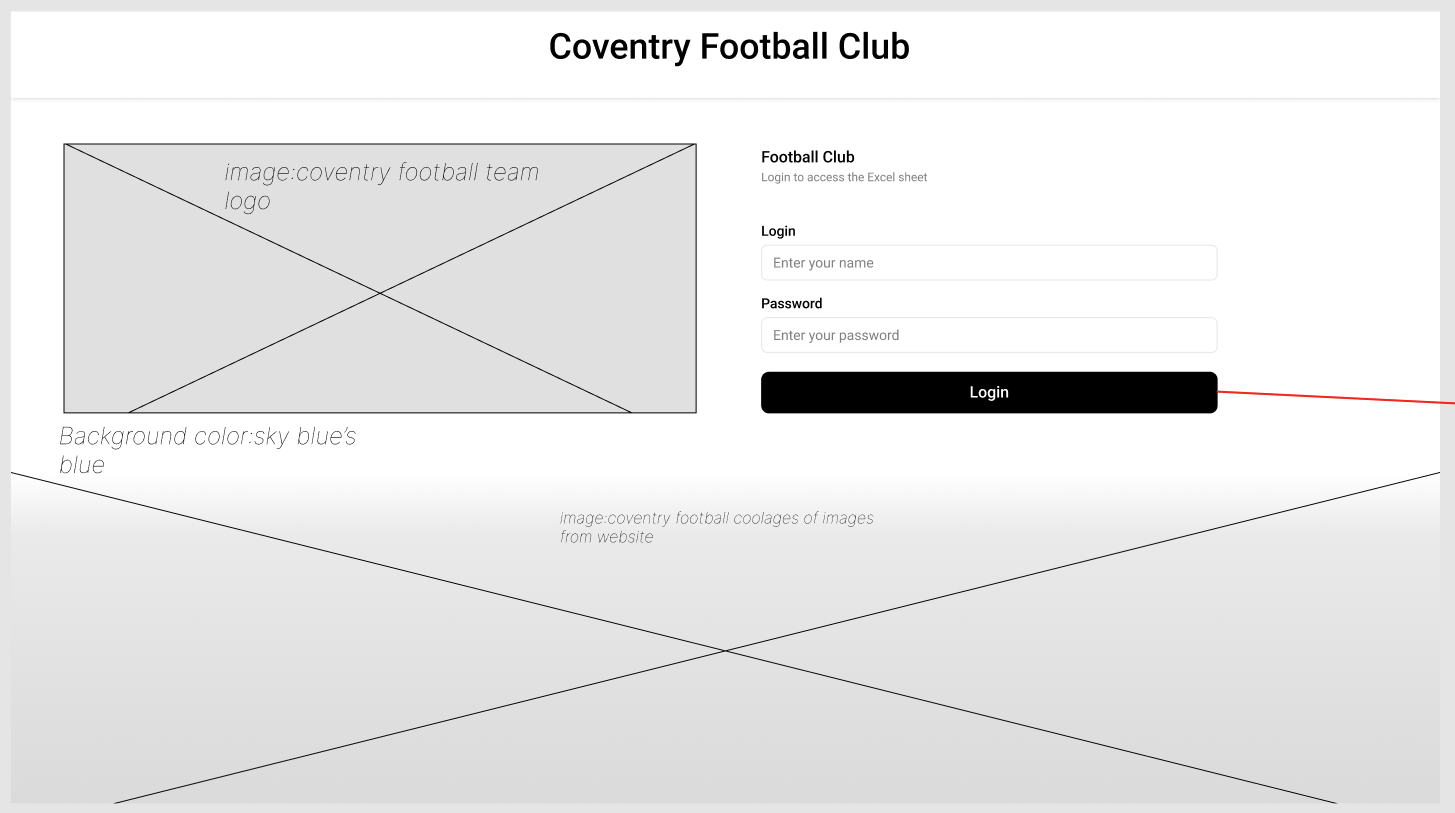 Coventry Football Club
image:coventry football team
logo
Football Club
Login to access the Excel sheet
Login
Enter your name
Password
Enter your password
Login
Background color:sky blue’s
blue
image:coventry football coolages of images
from website